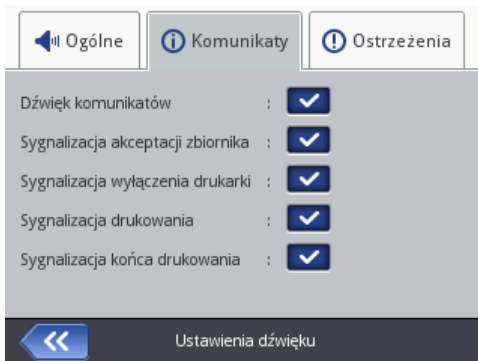 Ogólne Komunikaty Ostrzeżenia
Dźwięk komunikatów :
Sygnalizacja akceptacji zbiornika :
Sygnalizacja wyłączenia drukarki :
Sygnalizacja drukowania :
Sygnalizacja końca drukowania :
Ustawienia dźwięku